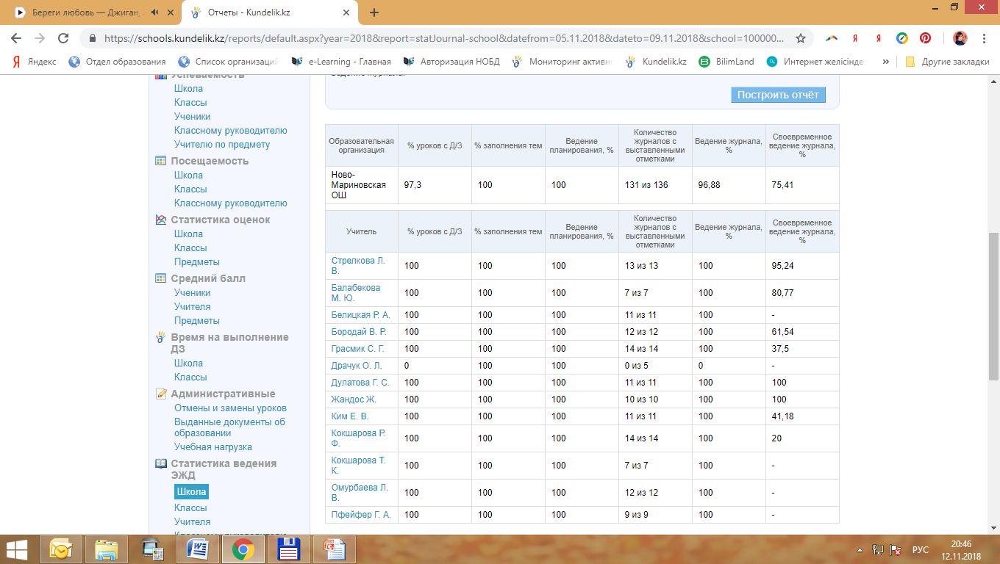 Береги любовь — Джиган,
Отчеты - Kundelik.kz
https://schools.kundelik.kz/reports/default.aspx?year=2018&report=statJournal-school&datefrom=05.11.2018&dateto=09.11.2018&school=100000...
Яндекс Отдел образования Список организаций e-Learning - Главная Авторизация НОБД Мониторинг активн Kundelik.kz BilimLand Интернет желісінде » Другие закладки
Успеваемость
Школа
Классы
Ученики
Классному руководителю
Учителю по предмету
Посещаемость
Школа
Классы
Классному руководителю
Статистика оценок
Школа
Классы
Предметы
Средний балл
Ученики
Учителя
Предметы
Время на выполнение
ДЗ
Школа
Классы
Административные
Отмены и замены уроков
Выданные документы об
образовании
Учебная нагрузка
Статистика ведения
ЭЖД
Школа
Классы
Учителя
Классному руководителю
Ведение журнала.
Построить отчёт
Образовательная организация % уроков с Д/З % заполнения тем Ведение планирования, % Количество журналов с выставленными отметками Ведение журнала, % Своевременное ведение журнала, %
Ново-Мариновская ОШ 97,3 100 100 131 из 136 96,88 75,41
Учитель % уроков с Д/З % заполнения тем Ведение планирования, % Количество журналов с выставленными отметками Ведение журнала, % Своевременное ведение журнала, %
Стрелкова Л. В. 100 100 100 13 из 13 100 95,24
Балабекова М. Ю. 100 100 100 7 из 7 100 80,77
Белицкая Р. А. 100 100 100 11 из 11 100 -
Бородай В. Р. 100 100 100 12 из 12 100 61,54
Грасмик С. Г. 100 100 100 14 из 14 100 37,5
Драчук О. Л. 0 100 100 0 из 5 0 -
Дулатова Г. С. 100 100 100 11 из 11 100 100
Жандос Ж. 100 100 100 10 из 10 100 100
Ким Е. В. 100 100 100 11 из 11 100 41,18
Кокшарова Р. Ф. 100 100 100 14 из 14 100 20
Кокшарова Т. К. 100 100 100 7 из 7 100 -
Омурбаева Л. В. 100 100 100 12 из 12 100 -
Пфейфер Г. А. 100 100 100 9 из 9 100 -
РУС
20:46
12.11.2018